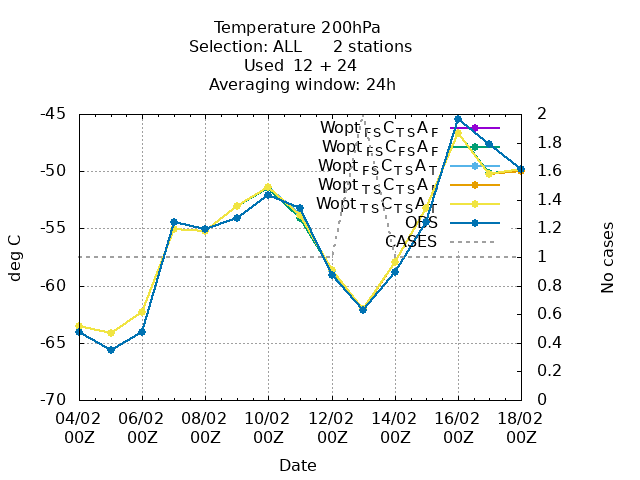 Temperature 200hPa
Selection: ALL 2 stations
Used 12 + 24
Averaging window: 24h
-45
-50
-55
-60
-65
-70
deg C
2
1.8
1.6
1.4
1.2
1
0.8
0.6
0.4
0.2
0
No cases
Wopt FS C TS A F
Wopt FS C FS A F
Wopt FS C TS A T
Wopt TS C TS A
Wopt TS C TS A T
OBS
CASES
04/02 06/02 08/02 10/02 12/02 14/02 16/02 18/02
00Z 00Z 00Z 00Z 00Z 00Z 00Z 00Z
Date